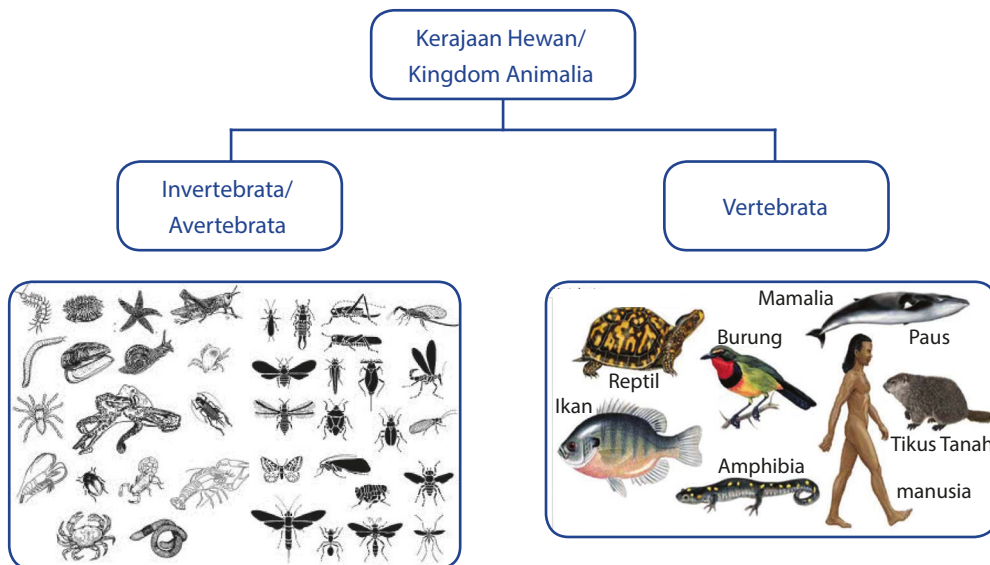 Kerajaan Hewan/
Kingdom Animalia
Invertebrata/
Avertebrata
Vertebrata
Mamalia
Paus
Burung
Reptil
Ikan
Tikus Tanah
Amphibia
manusia